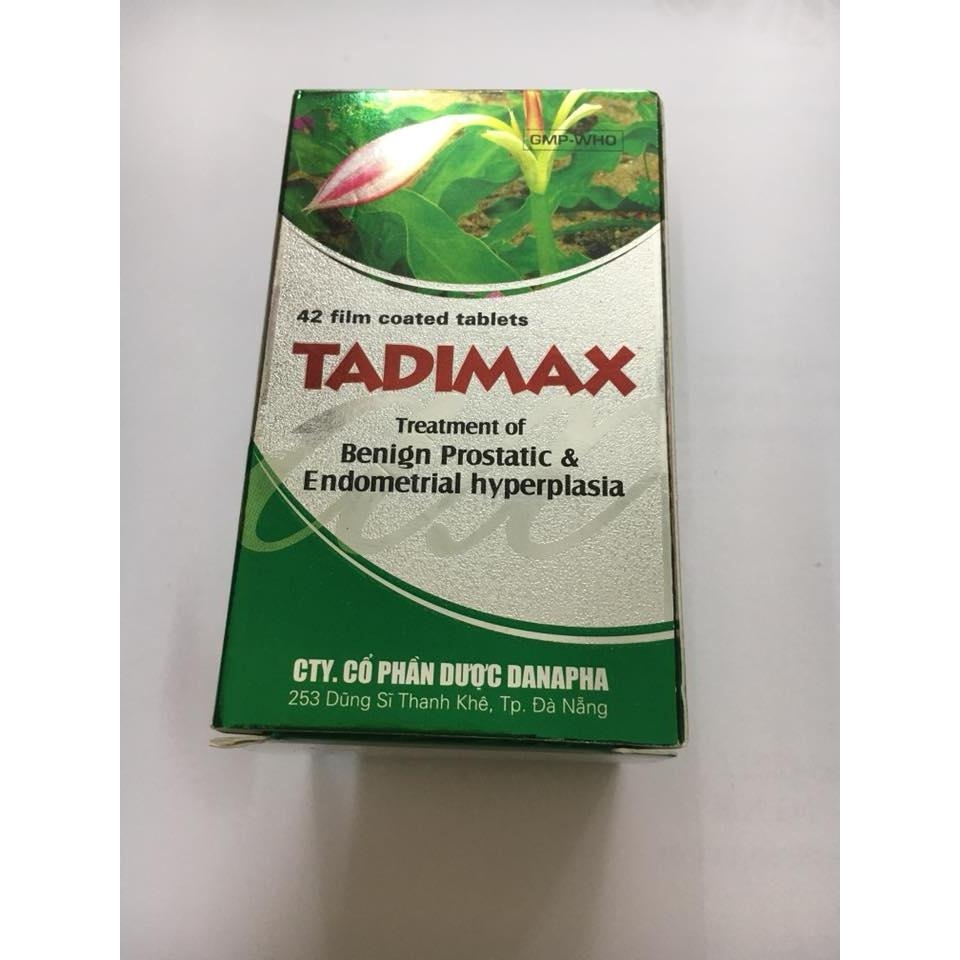 GMP-WHO
42 film coated tablets
TADIMAX
Treatment of
Benign Prostatic &
Endometrial hyperplasia
CTY. CỔ PHẦN DƯỢC DANAPHA
253 Dũng Sĩ Thanh Khê, Tp. Đà Nẵng